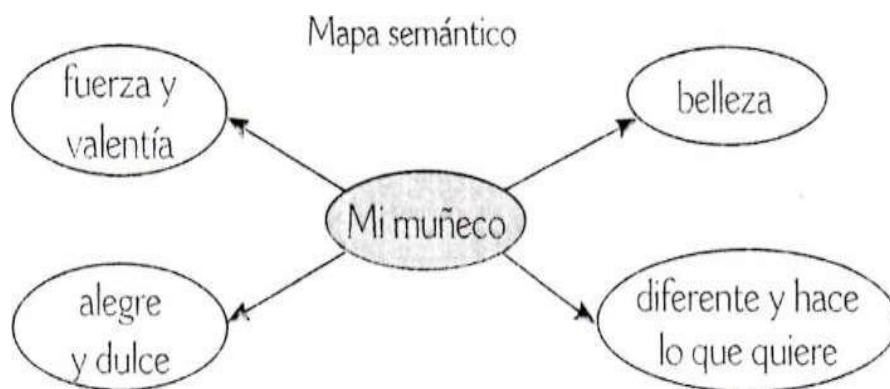 Mapa semántico
fuerza y
valentía
belleza
Mi muñeco
alegre
y dulce
diferente y hace
lo que quiere